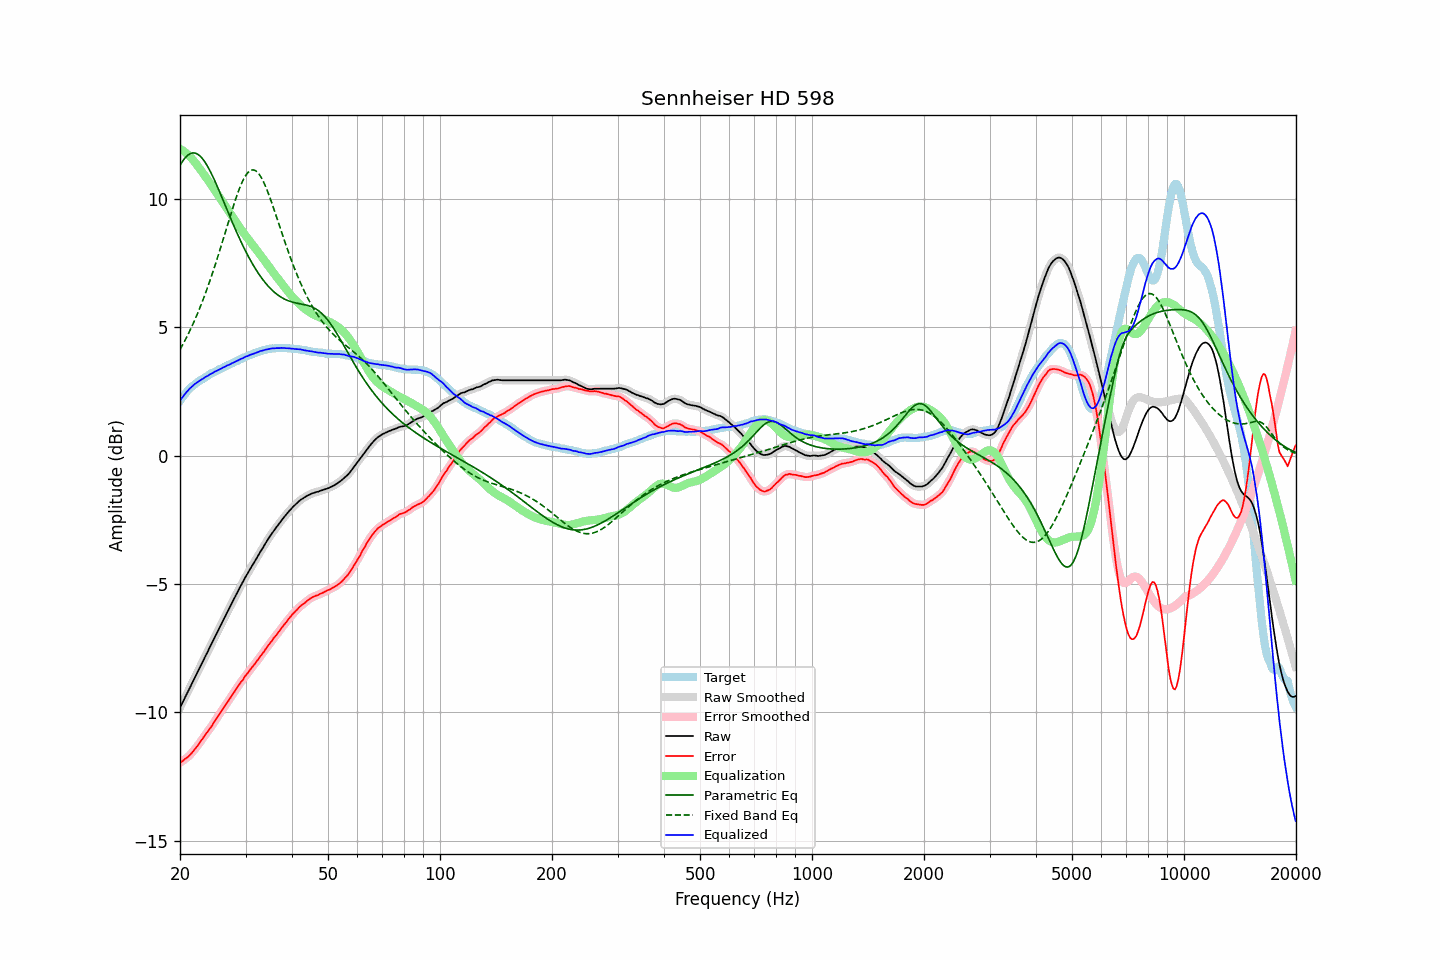 Sennheiser HD 598
Amplitude (dBr)
10
5
0
−5
−10
−15
Target
Raw Smoothed
Error Smoothed
Raw
Error
Equalization
Parametric Eq
Fixed Band Eq
Equalized
20 50 100 200 500 1000 2000 5000 10000 20000
Frequency (Hz)